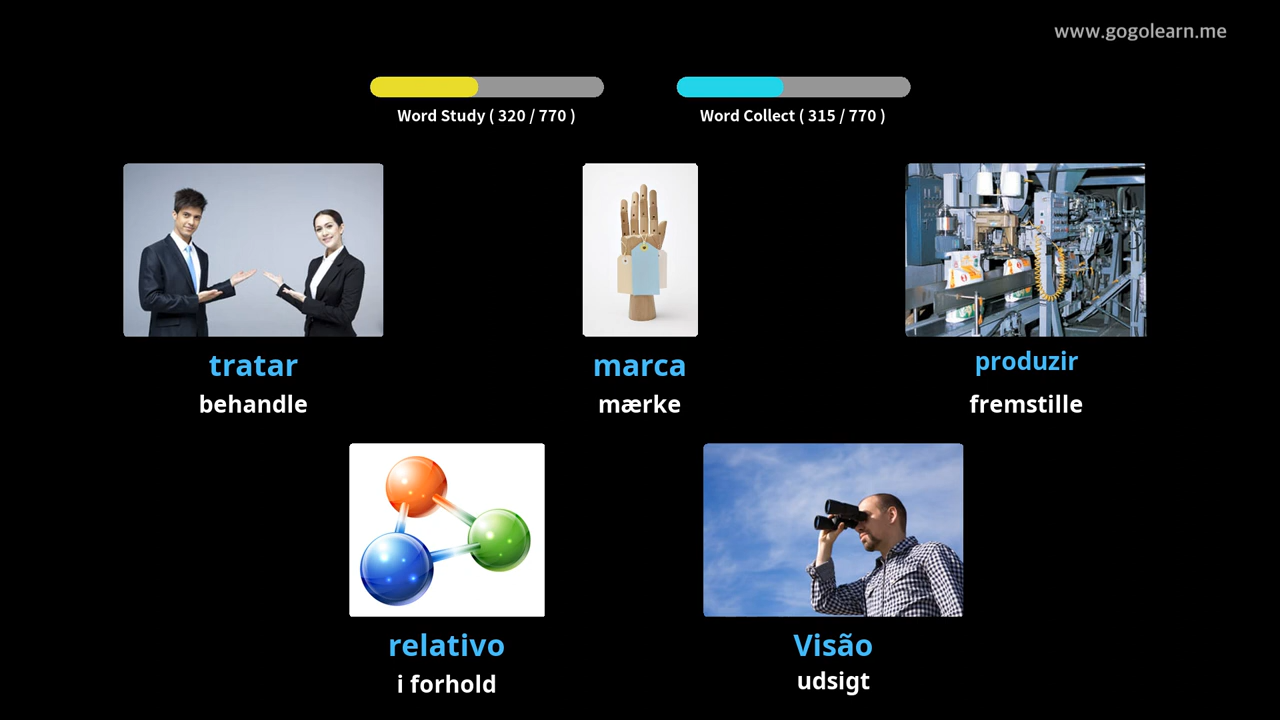 www.gogolearn.me
Word Study ( 320 / 770 )
Word Collect ( 315 / 770 )
tratar
behandle
marca
mærke
produzir
fremstille
relativo
i forhold
Visão
udsigt